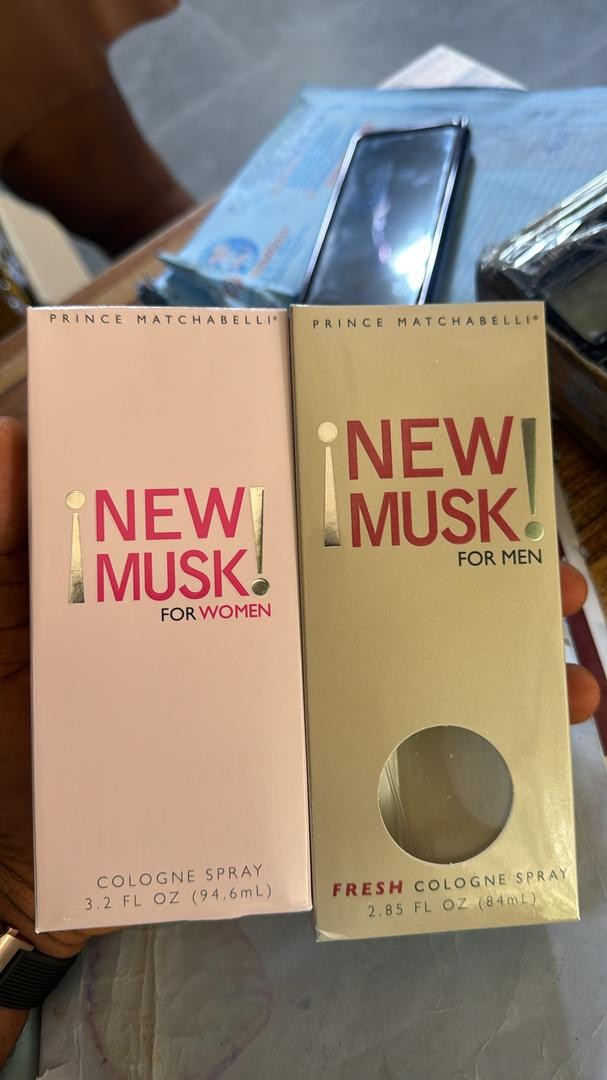 PRINCE MATCHABELLI®
¡NEW
MUSK!
FOR WOMEN
COLOGNE SPRAY
3.2 FL OZ (94.6mL)
PRINCE MATCHABELLI®
¡NEW
MUSK!
FOR MEN
FRESH COLOGNE SPRAY
2.85 FL OZ (84mL)